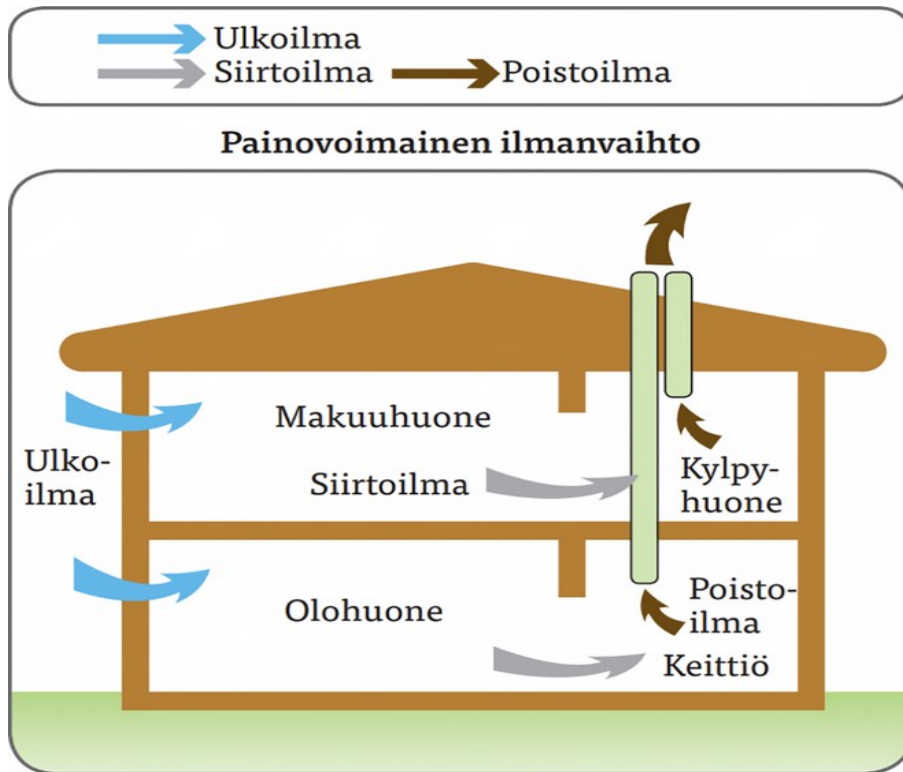 Ulkoilma
Siirtoilma
Poistoilma
Painovoimainen ilmanvaihto
Makuuhuone
Ulko-
ilma
Siirtoilma
Kylpy-
huone
Olohuone
Poisto-
ilma
Keittiö